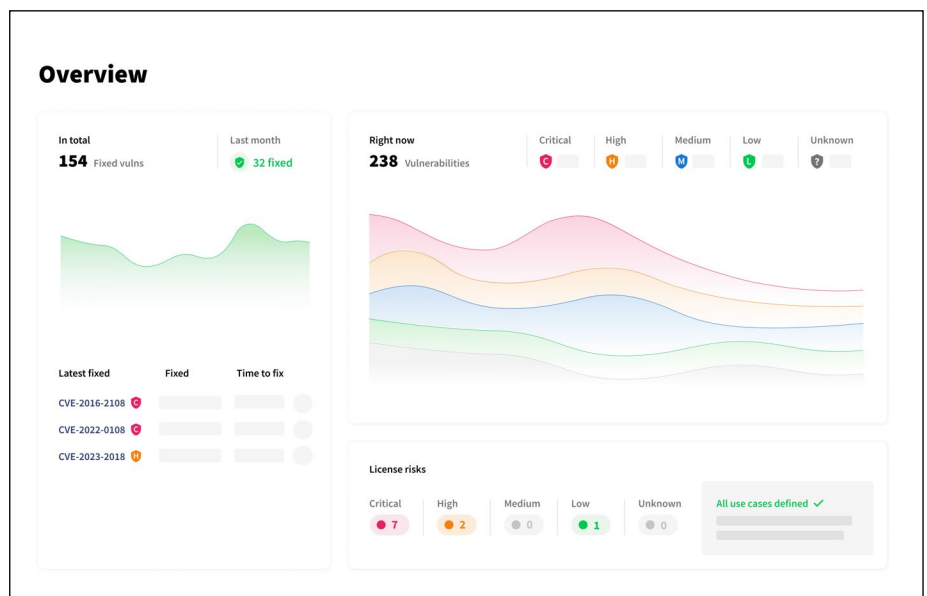 Overview
In total
154 Fixed vulns
Last month
32 fixed
Latest fixed Fixed Time to fix
CVE-2016-2108 C
CVE-2022-0108 C
CVE-2023-2018 H
Right now
238 Vulnerabilities
Critical High Medium Low Unknown
C H M L ?
License risks
Critical High Medium Low Unknown
7 2 0 1 0
All use cases defined